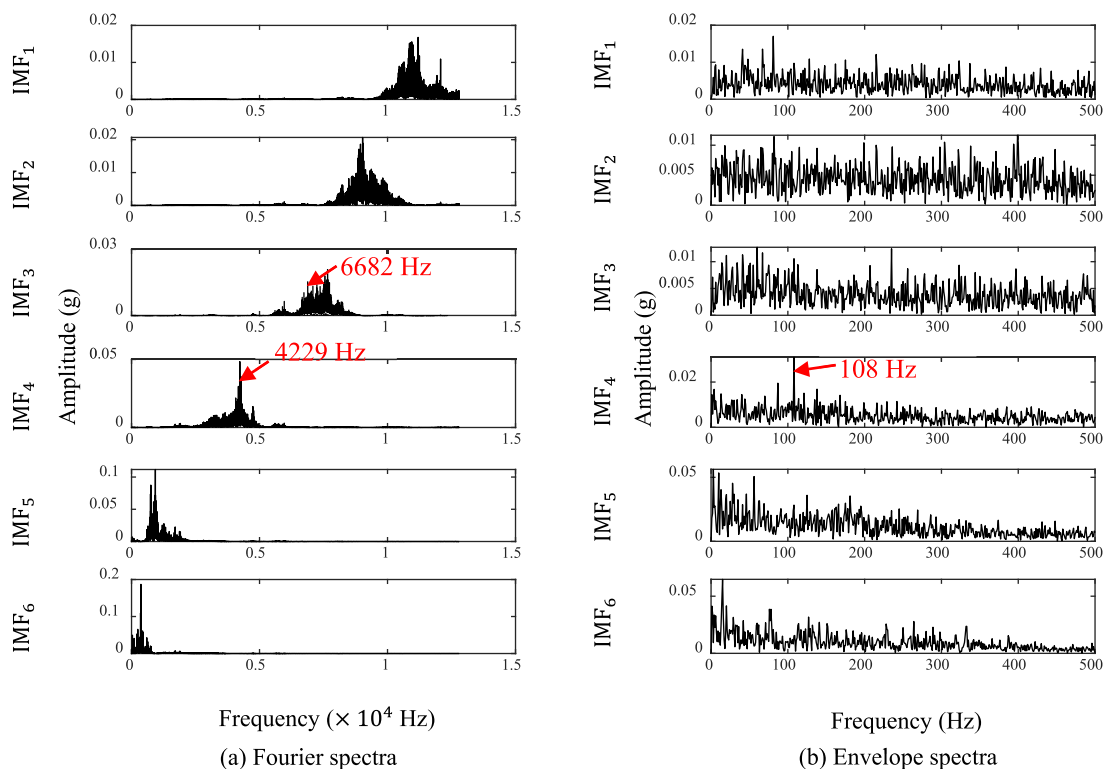 IMF₁
0.02
0.01
0
0
0.5
1
1.5
IMF₂
0.02
0.01
0
0
0.5
1
1.5
IMF₃
0.03
0
6682 Hz
0
0.5
1
1.5
IMF₄
0.05
0
4229 Hz
0
0.5
1
1.5
IMF₅
0.1
0.05
0
0
0.5
1
1.5
IMF₆
0.2
0.1
0
0
0.5
1
1.5
Amplitude (g)
Frequency (× 10⁴ Hz)
(a) Fourier spectra
IMF₁
0.02
0.01
0
0 100 200 300 400 500
IMF₂
0.01
0.005
0
0 100 200 300 400 500
IMF₃
0.01
0.005
0
0 100 200 300 400 500
IMF₄
0.02
0
108 Hz
0 100 200 300 400 500
IMF₅
0.05
0
0 100 200 300 400 500
IMF₆
0.05
0
0 100 200 300 400 500
Amplitude (g)
Frequency (Hz)
(b) Envelope spectra